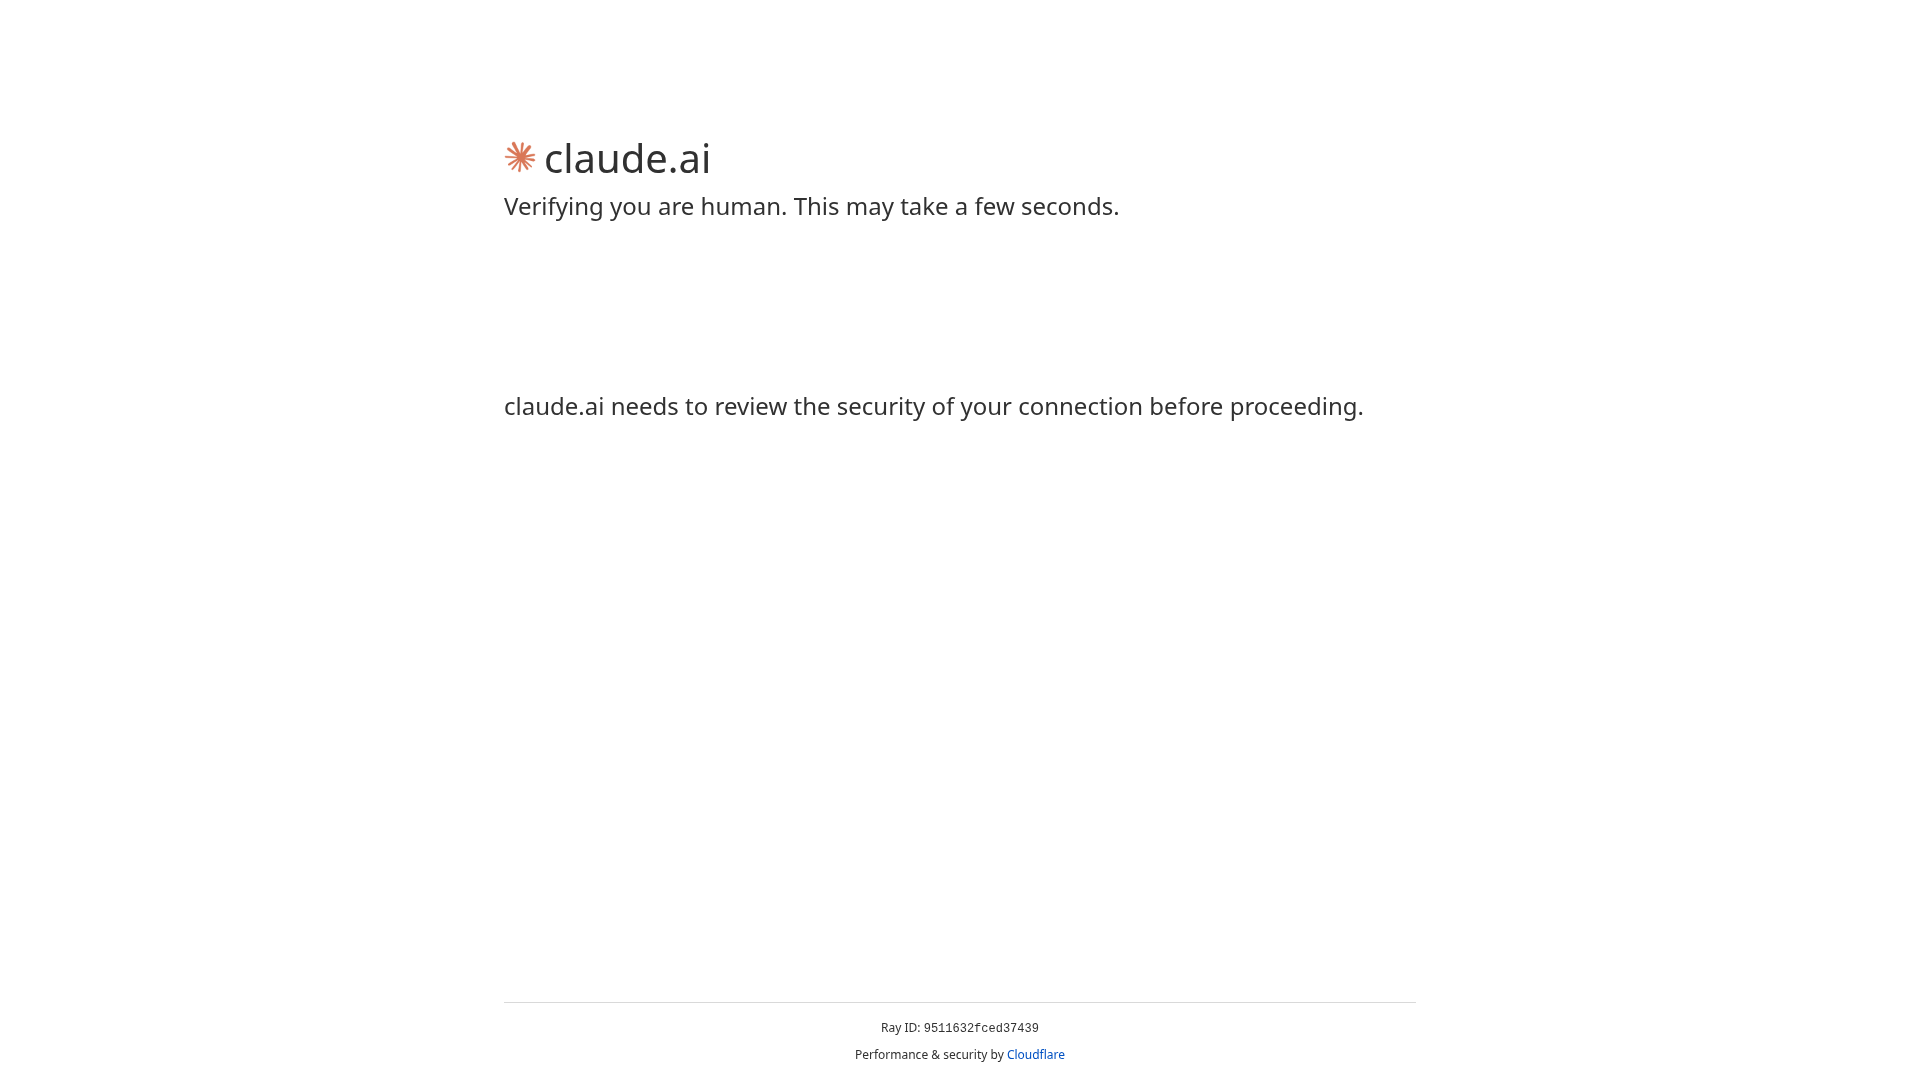 claude.ai
Verifying you are human. This may take a few seconds.
claude.ai needs to review the security of your connection before proceeding.
Ray ID: 9511632fced37439
Performance & security by Cloudflare